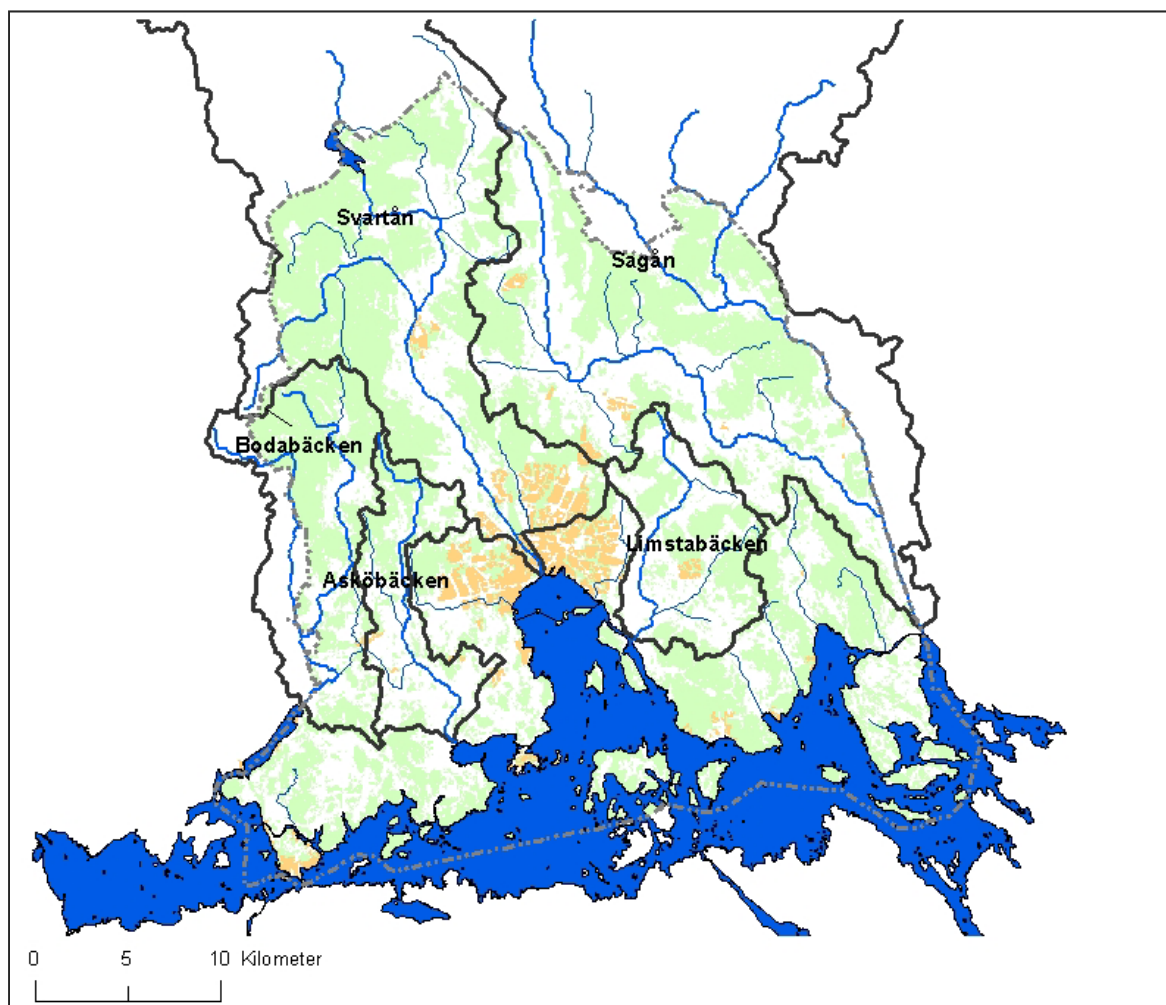 Svartån
Sagån
Bodabäcken
Limstabäcken
Asköbäcken
0 5 10 Kilometer